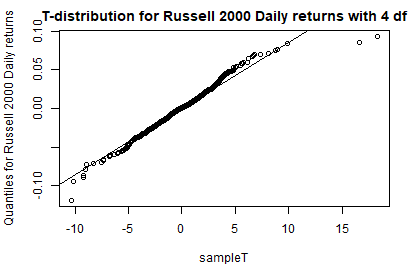 T-distribution for Russell 2000 Daily returns with 4 df
Quantiles for Russell 2000 Daily returns
0.10
0.05
0.00
-0.10
-10 -5 0 5 10 15
sampleT